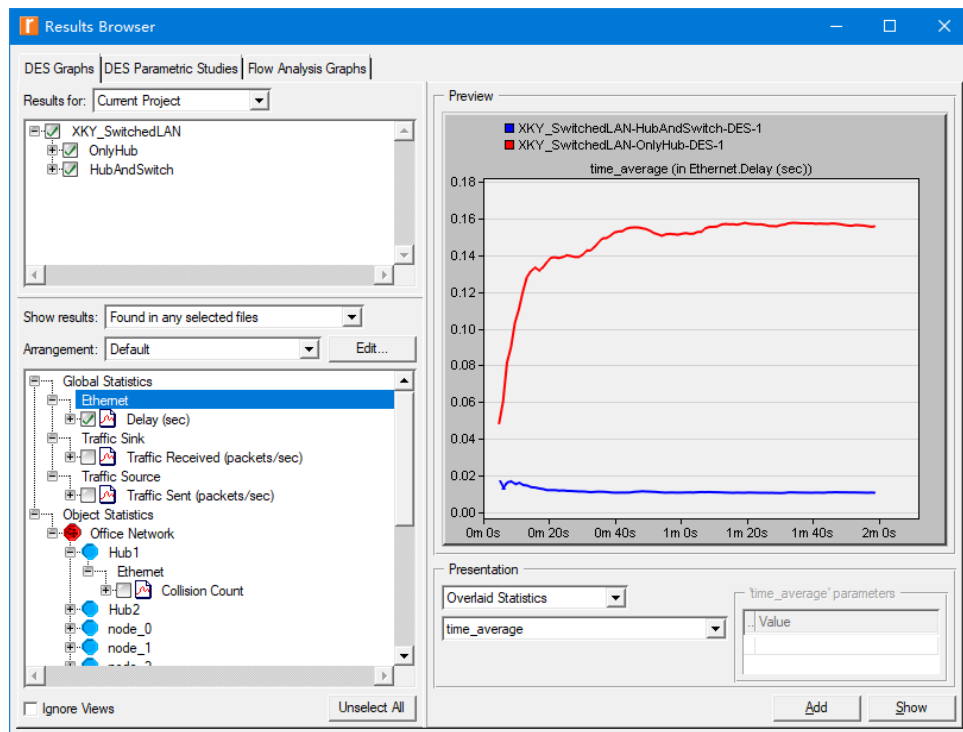 Results Browser
DES Graphs DES Parametric Studies Flow Analysis Graphs
Results for: Current Project
XKY_SwitchedLAN
OnlyHub
HubAndSwitch
Show results: Found in any selected files
Arrangement: Default Edit...
Global Statistics
Ethernet
Delay (sec)
Traffic Sink
Traffic Received (packets/sec)
Traffic Source
Traffic Sent (packets/sec)
Object Statistics
Office Network
Hub1
Ethernet
Collision Count
Hub2
node_0
node_1
Ignore Views Unselect All
Preview
XKY_SwitchedLAN-HubAndSwitch-DES-1
XKY_SwitchedLAN-OnlyHub-DES-1
time_average (in Ethernet.Delay (sec))
0.18
0.16
0.14
0.12
0.10
0.08
0.06
0.04
0.02
0.00
0m 0s 0m 20s 0m 40s 1m 0s 1m 20s 1m 40s 2m 0s
Presentation
Overlaid Statistics
time_average
'time_average' parameters
.. Value
Add Show